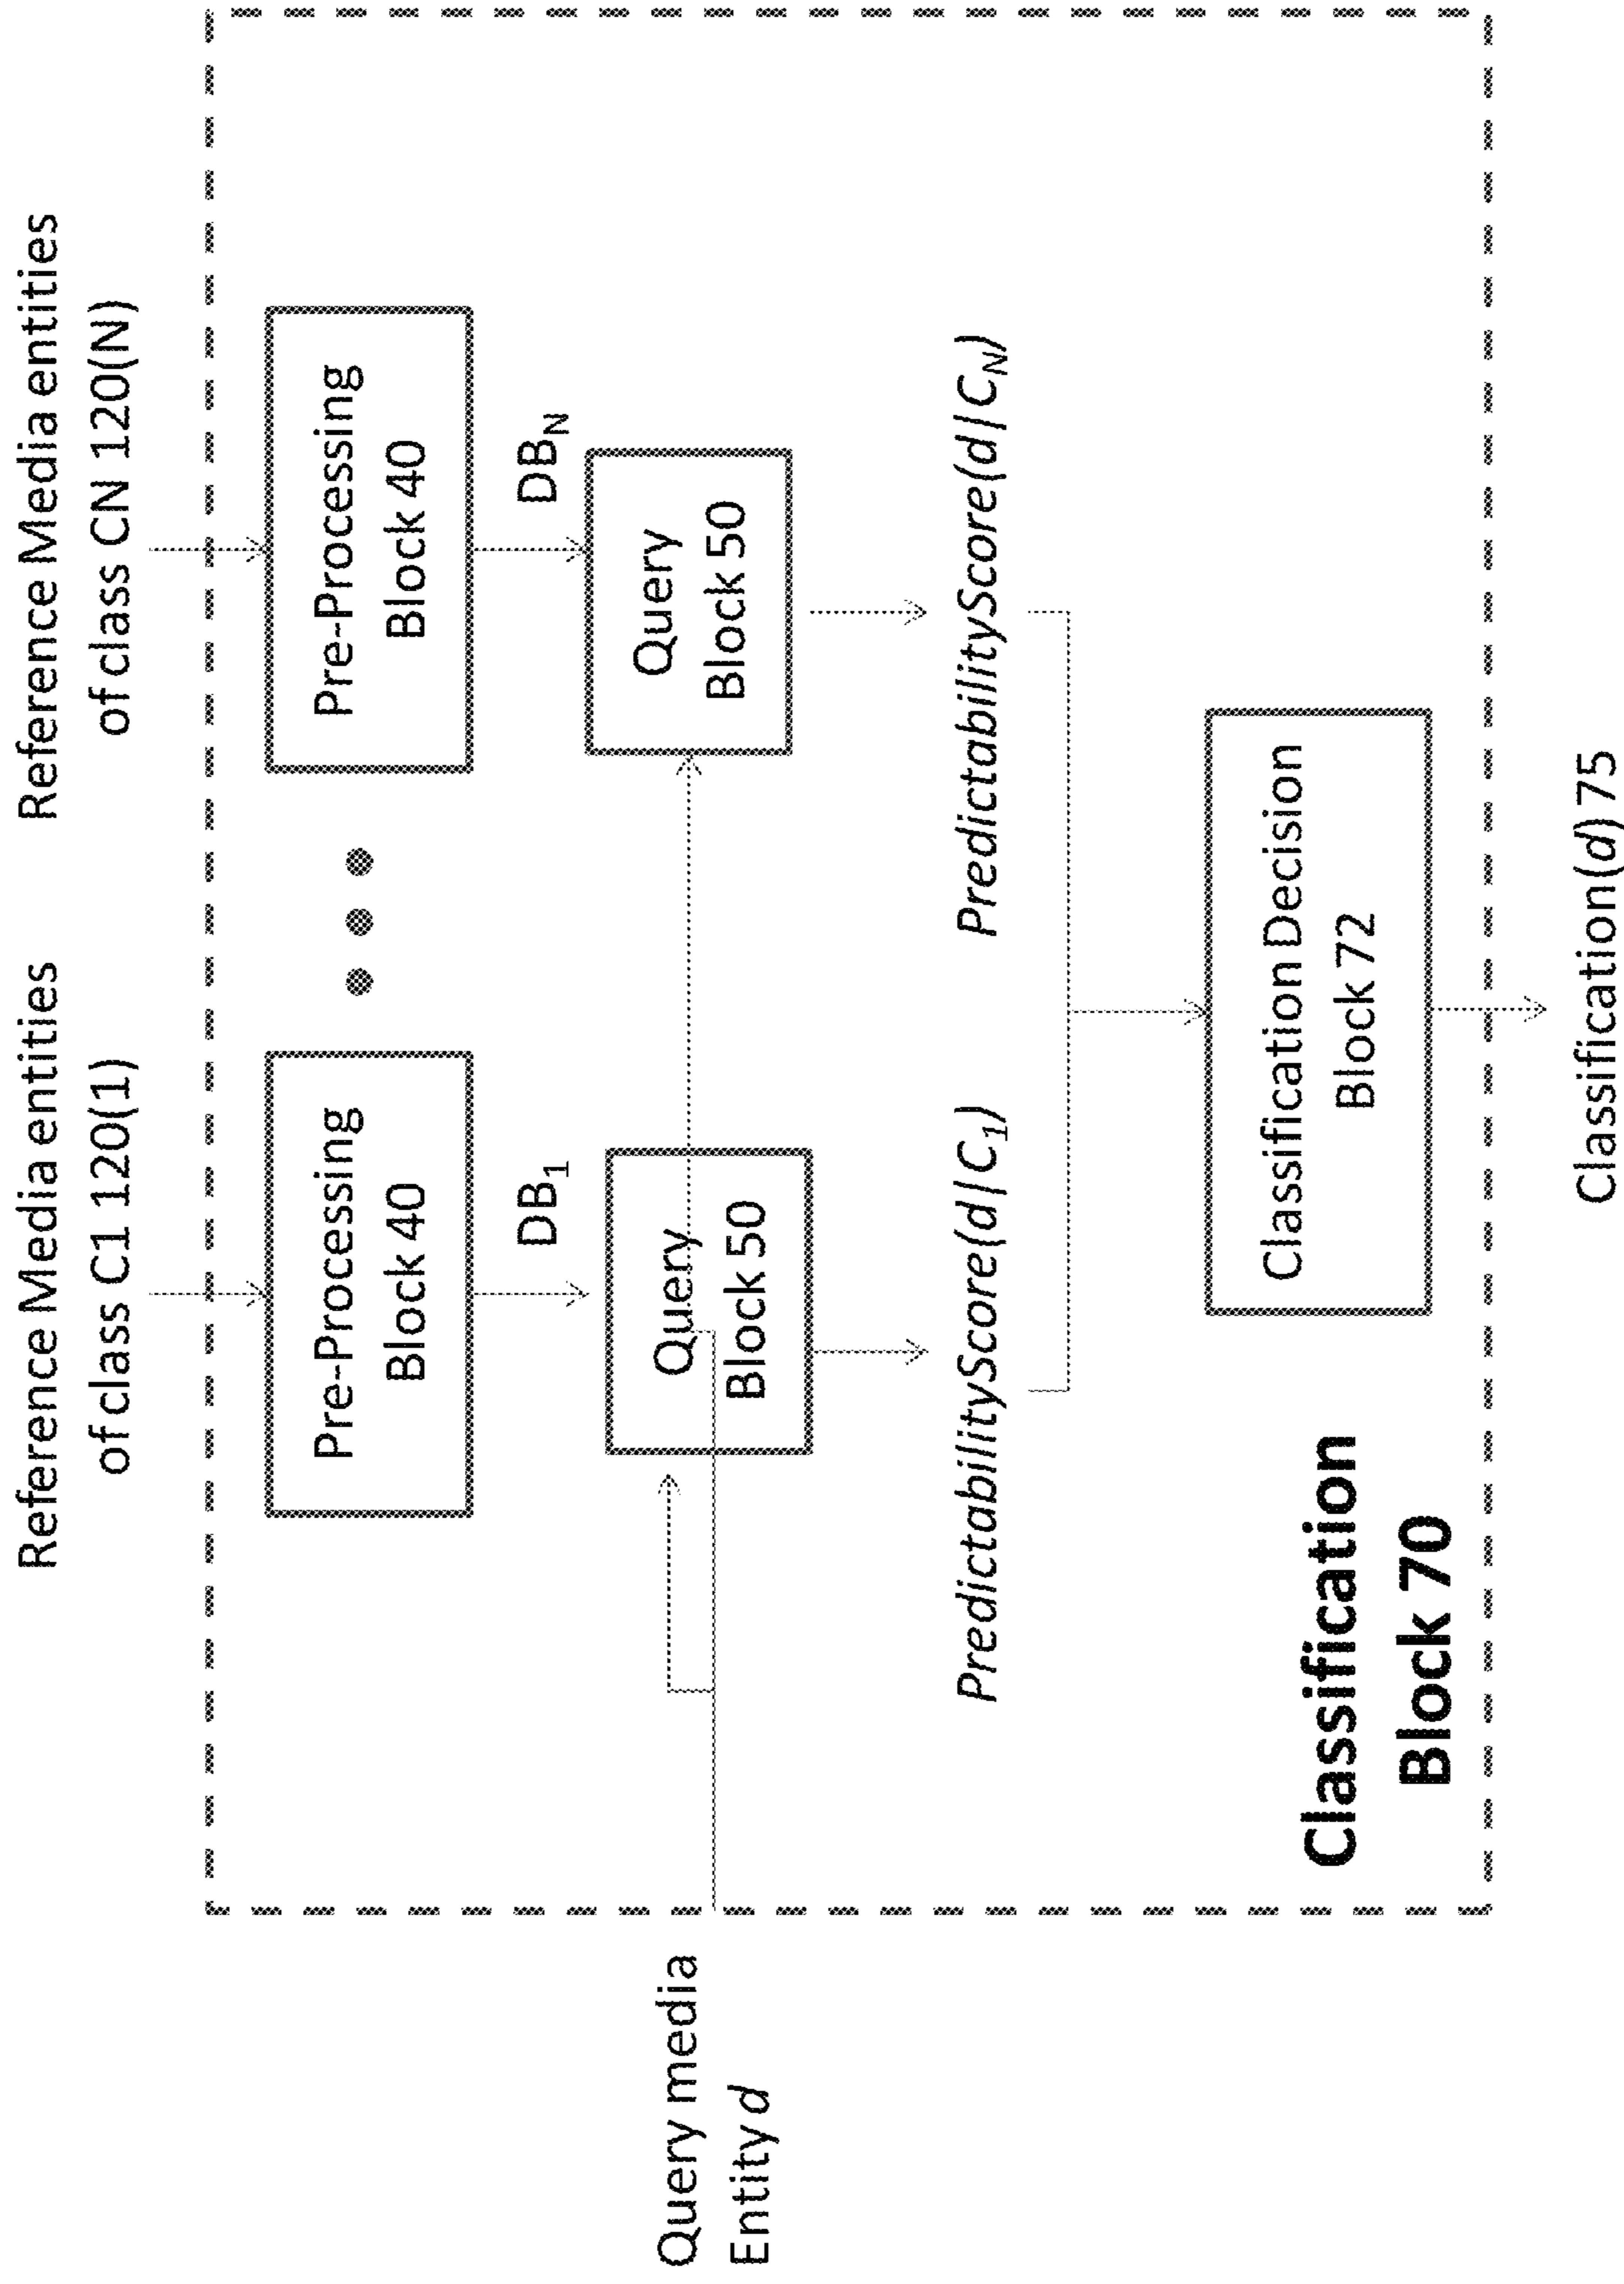 Reference Media entities
of class C1 120(1)
Reference Media entities
of class CN 120(N)
Pre-Processing
Block 40
Pre-Processing
Block 40
DB1
DBN
Query media
Entity d
Query
Block 50
Query
Block 50
PredictabilityScore(d|C1)
PredictabilityScore(d|CN)
Classification Decision
Block 72
Classification
Block 70
Classification(d) 75